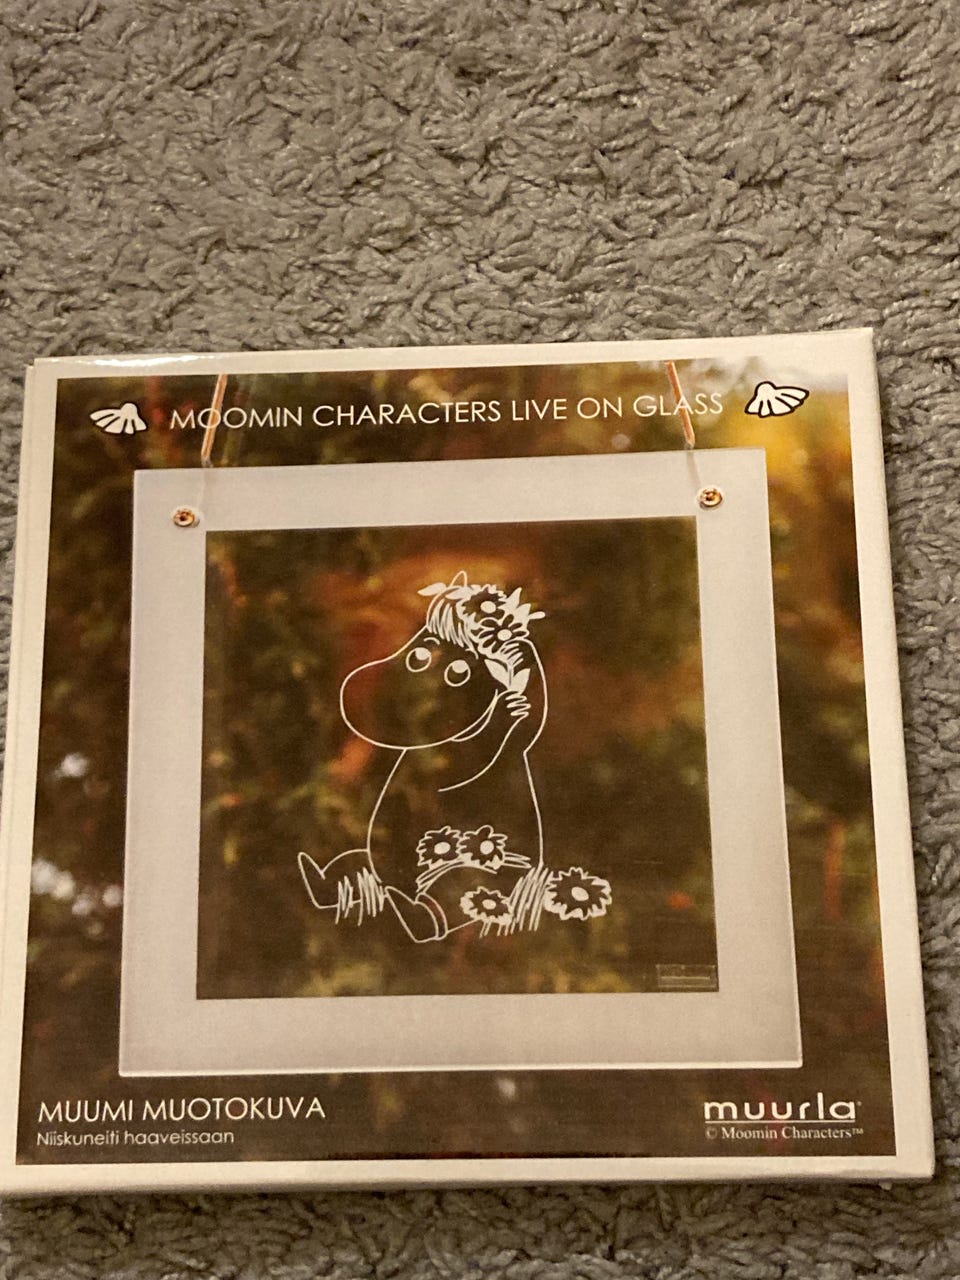 MOOMIN CHARACTERS LIVE ON GLASS
MUUMI MUOTOKUVA
Niiskuneiti haaveissaan
muurla
© Moomin Characters™